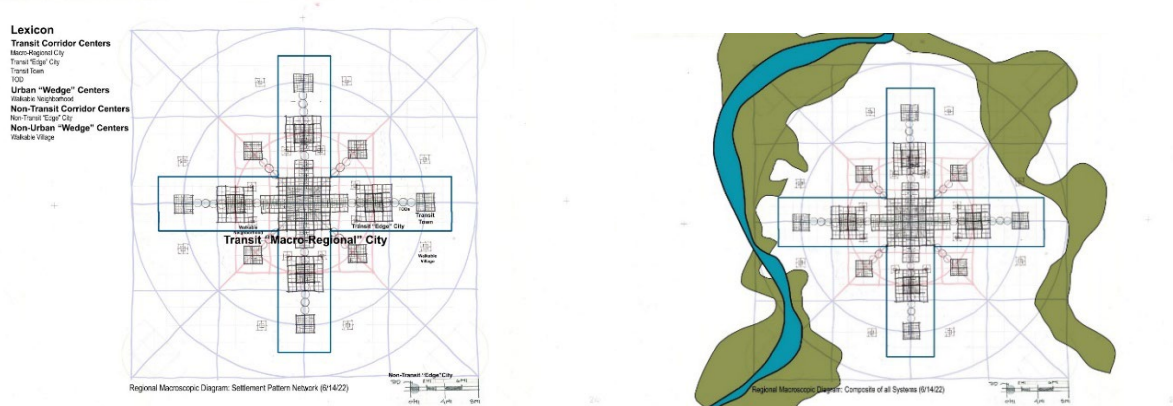 Lexicon
Transit Corridor Centers
Macro-Regional City
Transit "Edge" City
Transit Town
TOD
Urban "Wedge" Centers
Walkable Neighborhood
Non-Transit Corridor Centers
Non-Transit "Edge" City
Non-Urban "Wedge" Centers
Walkable Village
TODs
Transit
Town
Walkable
Neighborhood
Transit "Edge" City
Transit "Macro-Regional" City
Walkable
Village
Non-Transit "Edge"City
Regional Macroscopic Diagram: Settlement Pattern Network (6/14/22)
Regional Macroscopic Diagram: Composite of all Systems (6/14/22)